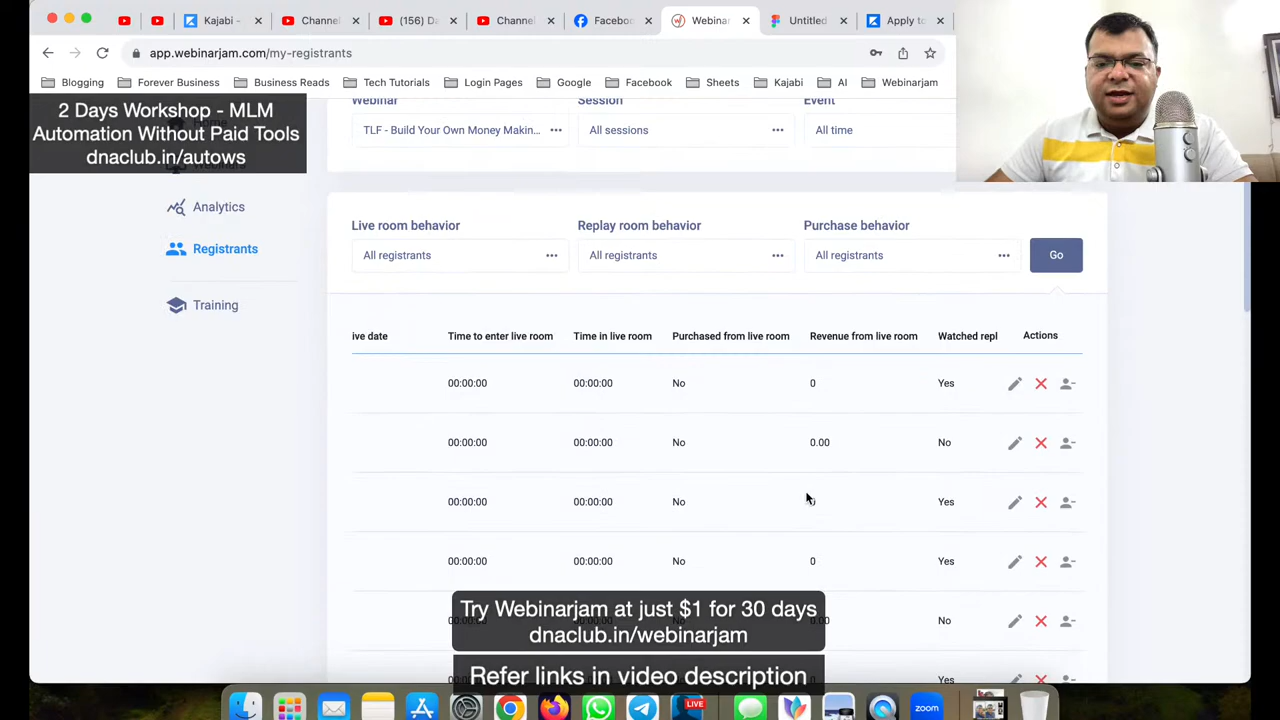 Kajabi -
Channel
(156) Da
Channel
Facebook
Webinar
Untitled
Apply to
app.webinarjam.com/my-registrants
Blogging
Forever Business
Business Reads
Tech Tutorials
Login Pages
Google
Facebook
Sheets
Kajabi
AI
Webinarjam
2 Days Workshop - MLM
Automation Without Paid Tools
dnaclub.in/autows
Analytics
Registrants
Training
Webinar
Session
Event
TLF - Build Your Own Money Makin...
All sessions
All time
Live room behavior
Replay room behavior
Purchase behavior
All registrants
All registrants
All registrants
Go
ive date
Time to enter live room
Time in live room
Purchased from live room
Revenue from live room
Watched repl
Actions
00:00:00 00:00:00 No 0 Yes
00:00:00 00:00:00 No 0.00 No
00:00:00 00:00:00 No 0 Yes
00:00:00 00:00:00 No 0 Yes
No
Yes
Try Webinarjam at just $1 for 30 days
dnaclub.in/webinarjam
Refer links in video description
LIVE
zoom